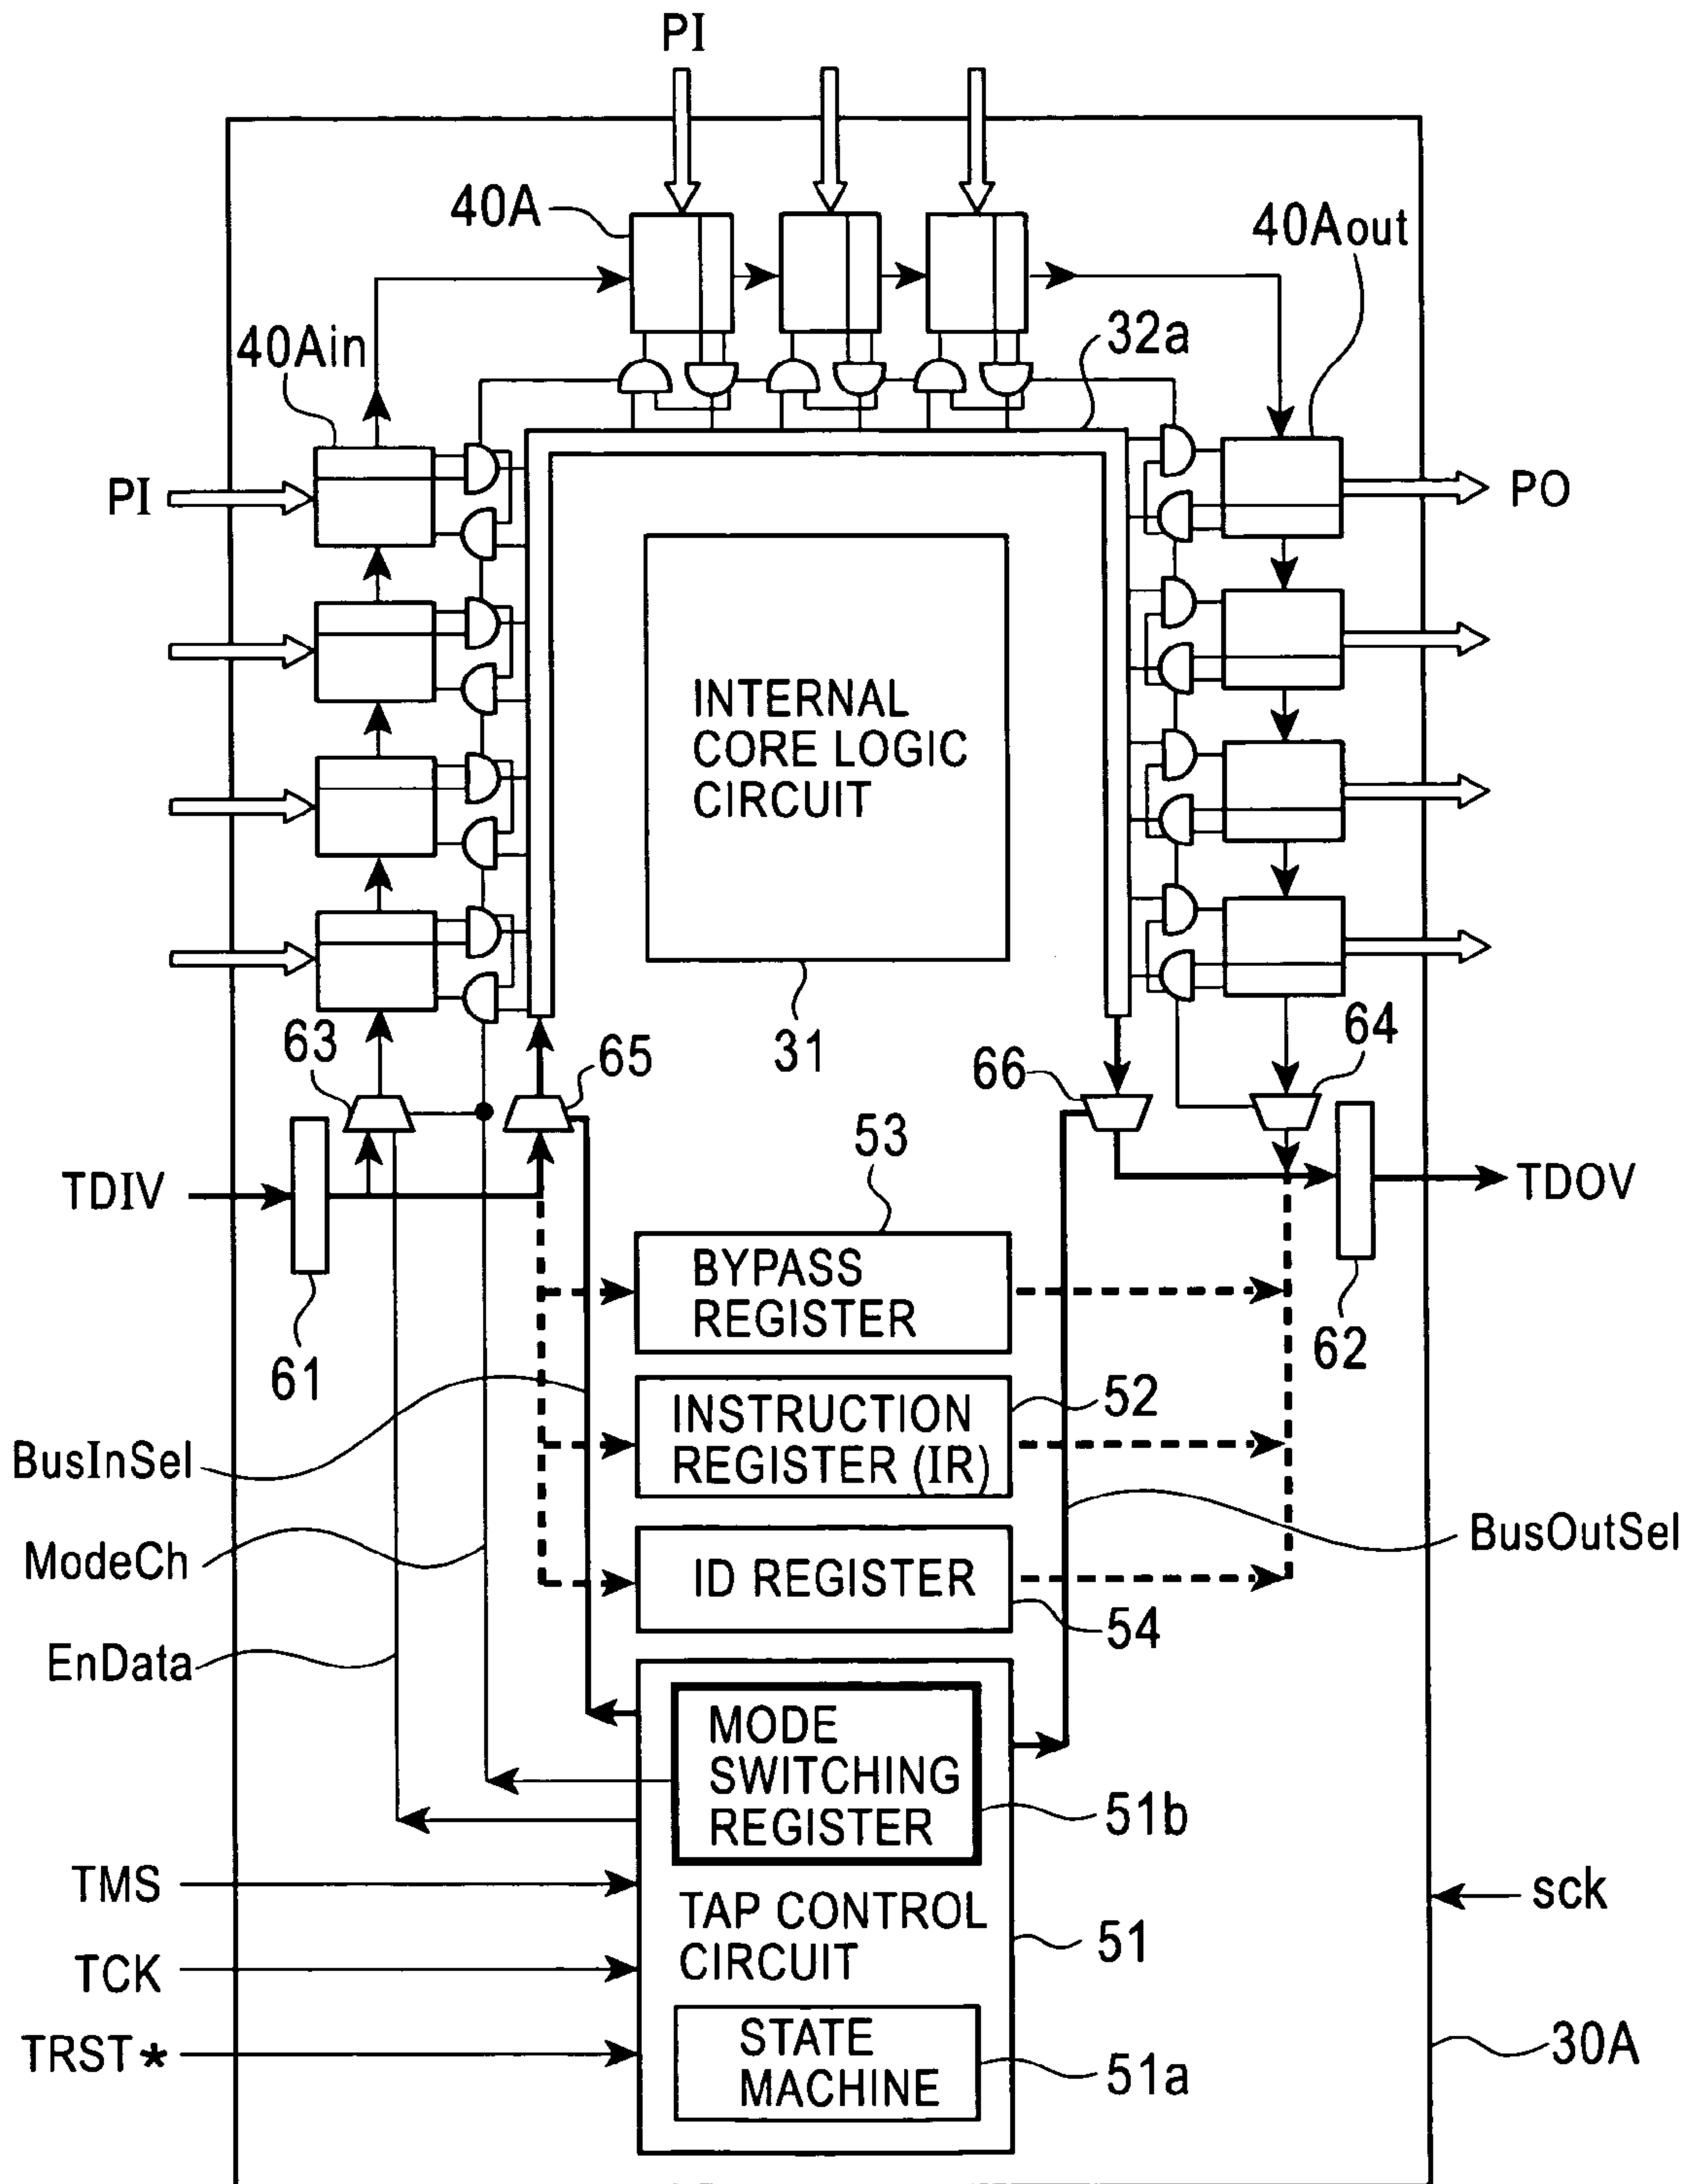 PI
40A
40Aout
40Ain
32a
PI
PO
INTERNAL
CORE LOGIC
CIRCUIT
31
63
65
66
64
53
TDIV
TDOV
BYPASS
REGISTER
61
62
52
INSTRUCTION
REGISTER (IR)
BusInSel
BusOutSel
ModeCh
ID REGISTER
54
EnData
MODE
SWITCHING
REGISTER
51b
TMS
sck
TAP CONTROL
CIRCUIT
51
TCK
STATE
MACHINE
TRST*
30A
51a